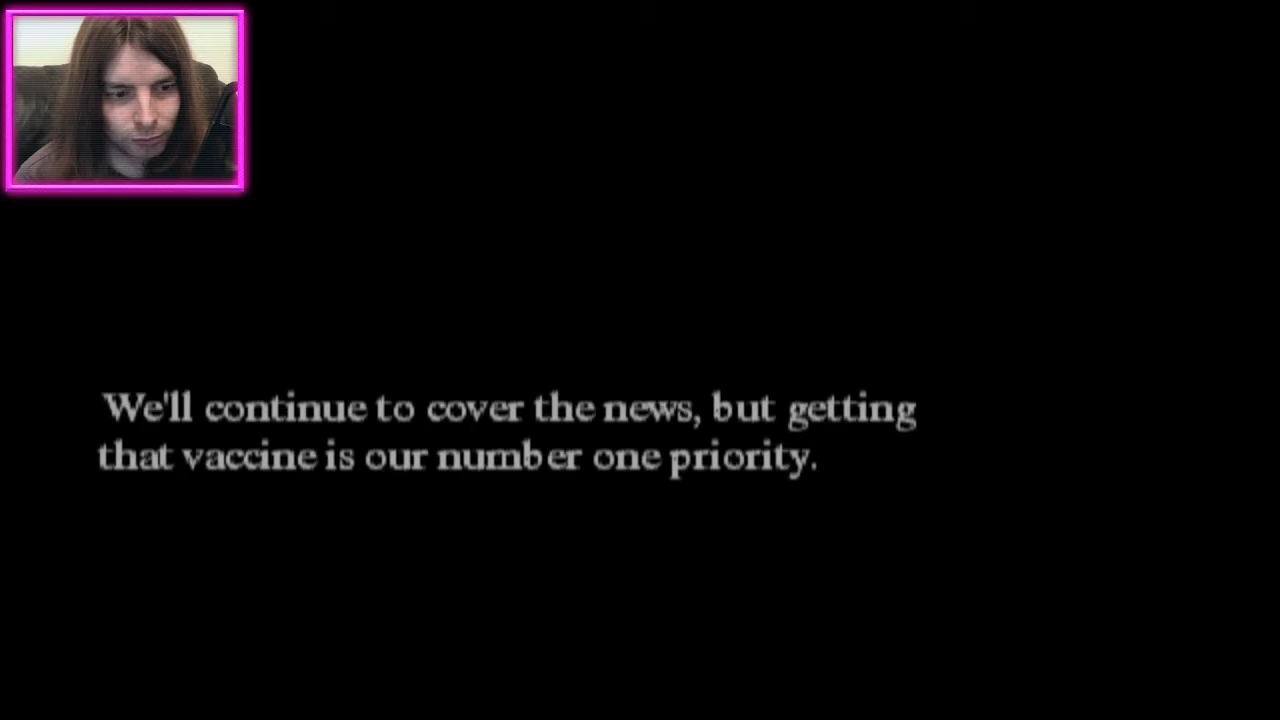 We'll continue to cover the news, but getting
that vaccine is our number one priority.